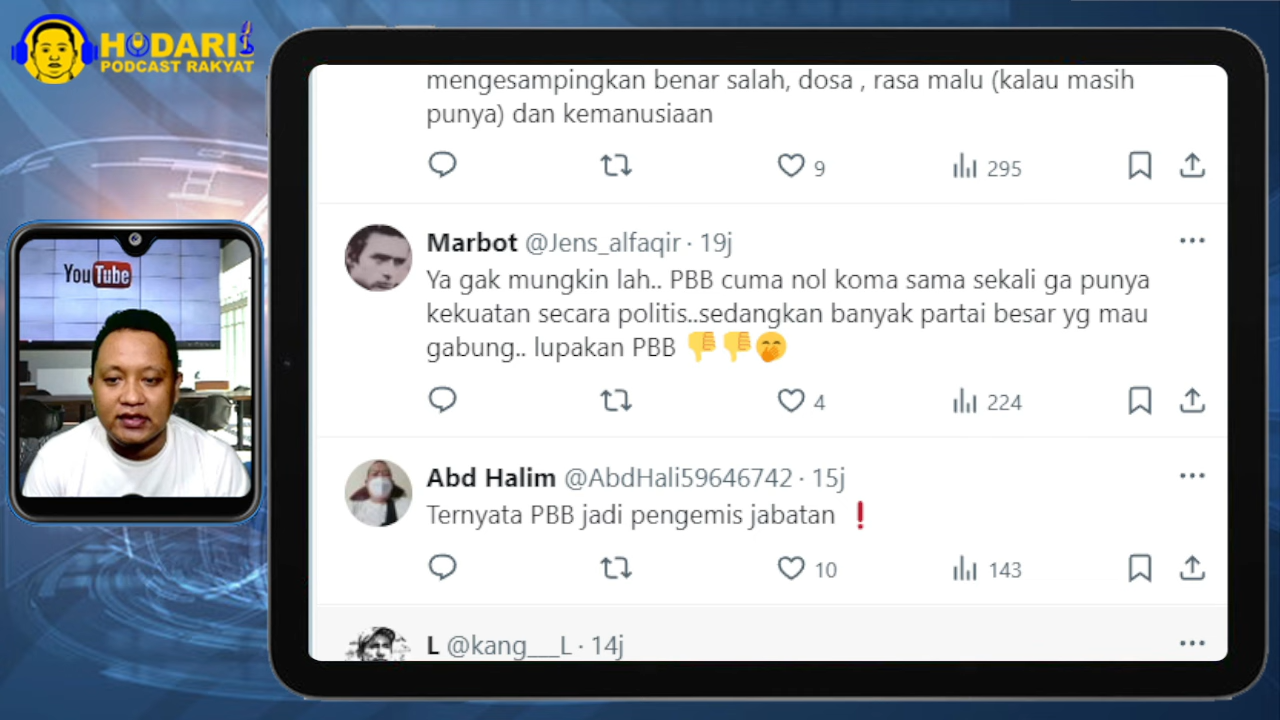 HODARI
PODCAST RAKYAT
YouTube
mengesampingkan benar salah, dosa , rasa malu (kalau masih
punya) dan kemanusiaan
9 295
Marbot @Jens_alfaqir · 19j
Ya gak mungkin lah.. PBB cuma nol koma sama sekali ga punya
kekuatan secara politis..sedangkan banyak partai besar yg mau
gabung.. lupakan PBB 👎👎🤭
4 224
Abd Halim @AbdHali59646742 · 15j
Ternyata PBB jadi pengemis jabatan ❗
10 143
L @kang___L · 14j